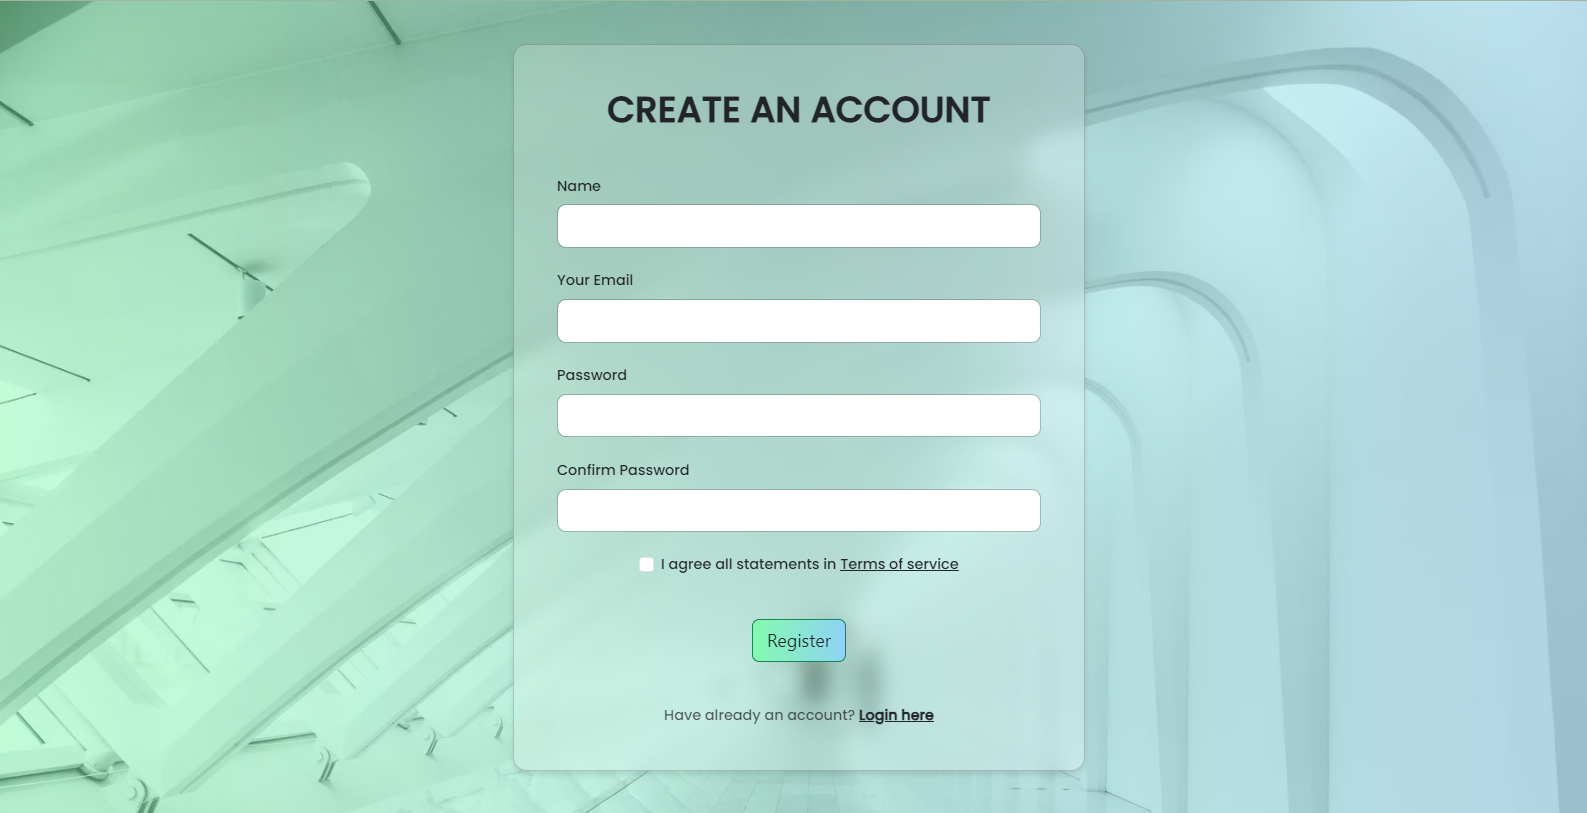 CREATE AN ACCOUNT
Name
Your Email
Password
Confirm Password
I agree all statements in Terms of service
Register
Have already an account? Login here